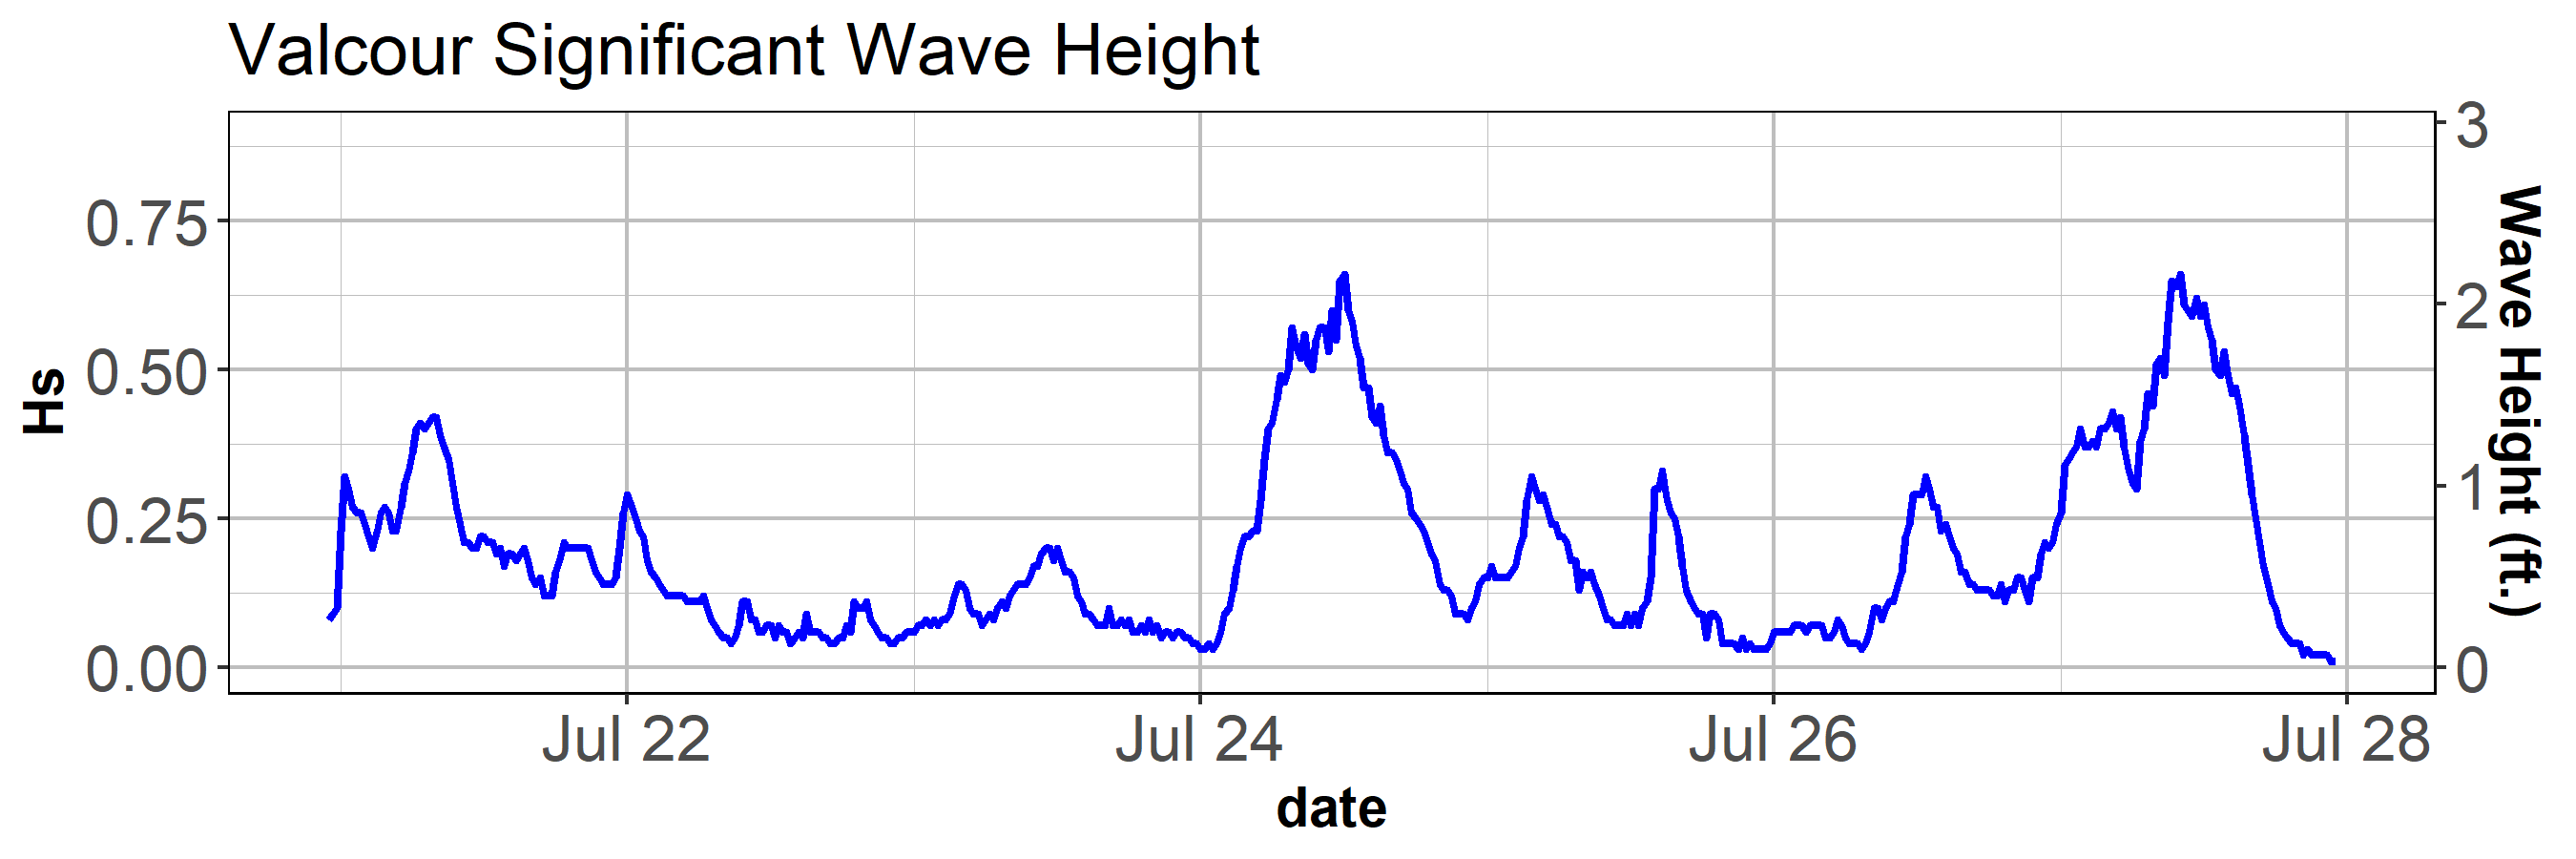 Valcour Significant Wave Height
Hs
0.75
0.50
0.25
0.00
3
2
1
0
Wave Height (ft.)
Jul 22
Jul 24
Jul 26
Jul 28
date